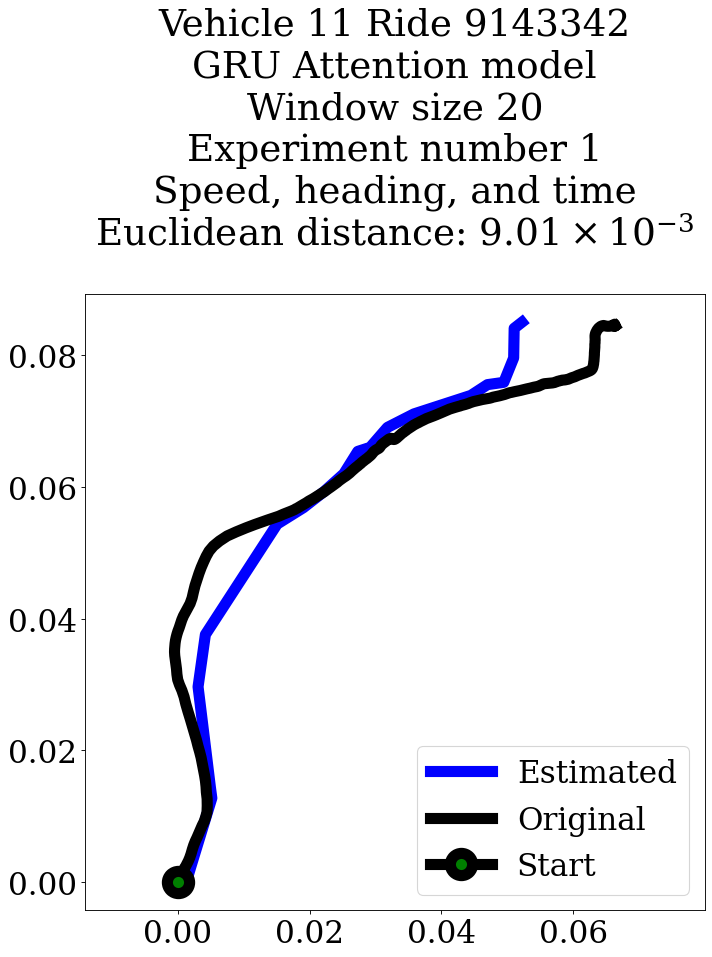 Vehicle 11 Ride 9143342
GRU Attention model
Window size 20
Experiment number 1
Speed, heading, and time
Euclidean distance: 9.01 × 10⁻³
0.08
0.06
0.04
0.02
0.00
0.00 0.02 0.04 0.06
Estimated
Original
Start